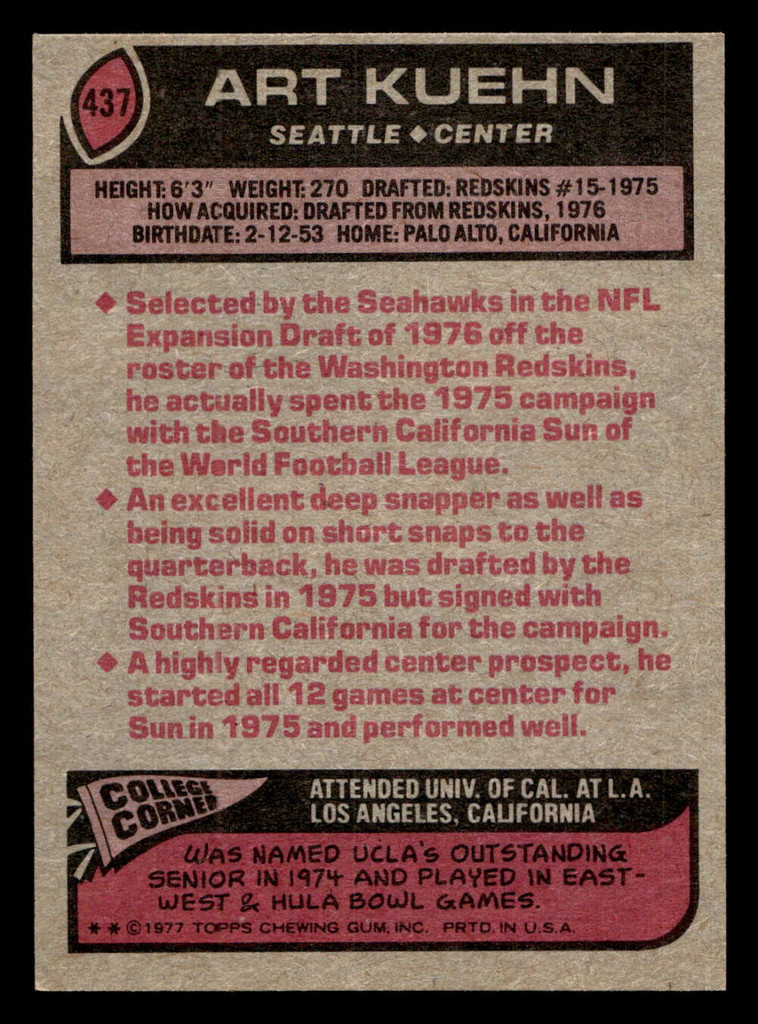 437
ART KUEHN
SEATTLE ◆ CENTER
HEIGHT: 6'3" WEIGHT: 270 DRAFTED: REDSKINS #15-1975
HOW ACQUIRED: DRAFTED FROM REDSKINS, 1976
BIRTHDATE: 2-12-53 HOME: PALO ALTO, CALIFORNIA
◆ Selected by the Seahawks in the NFL
Expansion Draft of 1976 off the
roster of the Washington Redskins,
he actually spent the 1975 campaign
with the Southern California Sun of
the World Football League.
◆ An excellent deep snapper as well as
being solid on short snaps to the
quarterback, he was drafted by the
Redskins in 1975 but signed with
Southern California for the campaign.
◆ A highly regarded center prospect, he
started all 12 games at center for
Sun in 1975 and performed well.
COLLEGE
CORNER
ATTENDED UNIV. OF CAL. AT L.A.
LOS ANGELES, CALIFORNIA
WAS NAMED UCLA'S OUTSTANDING
SENIOR IN 1974 AND PLAYED IN EAST-
WEST & HULA BOWL GAMES.
** © 1977 TOPPS CHEWING GUM, INC. PRTD. IN U.S.A.